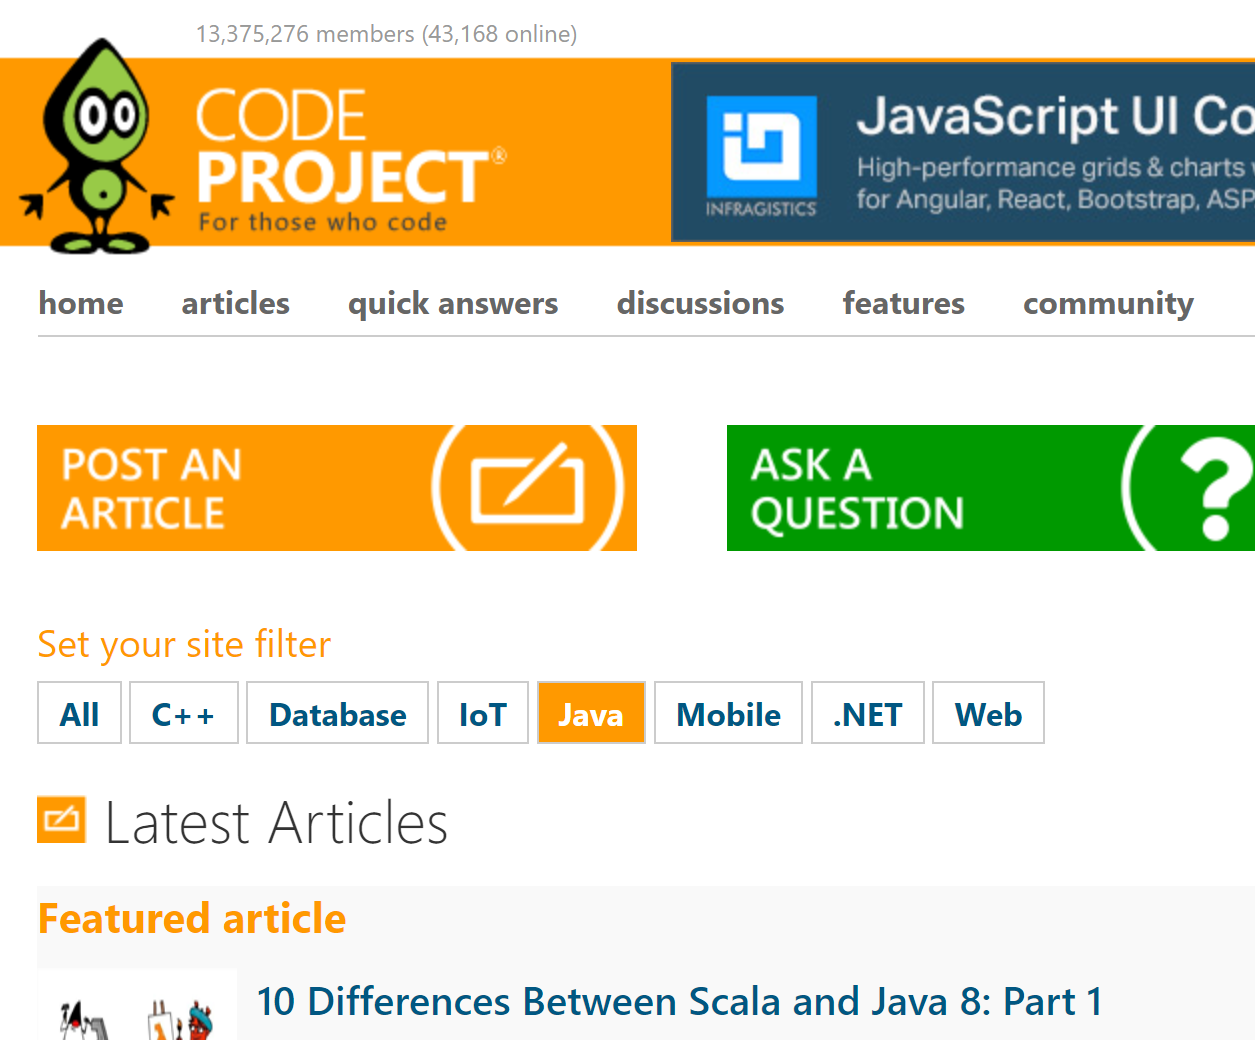 13,375,276 members (43,168 online)
CODE
PROJECT®
For those who code
INFRAGISTICS
JavaScript UI Co
High-performance grids & charts
for Angular, React, Bootstrap, ASP
home articles quick answers discussions features community
POST AN
ARTICLE
ASK A
QUESTION
?
Set your site filter
All C++ Database IoT Java Mobile .NET Web
Latest Articles
Featured article
10 Differences Between Scala and Java 8: Part 1